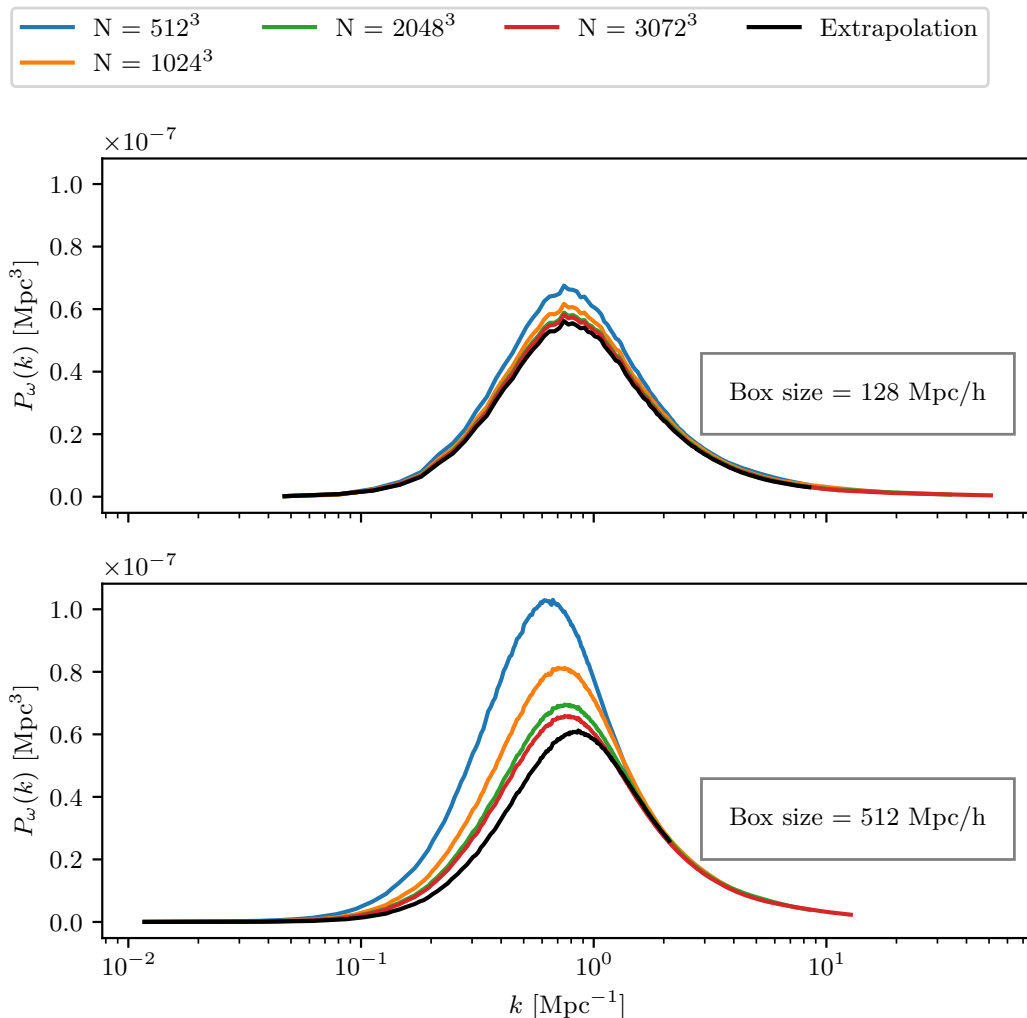 N = 512³ N = 2048³ N = 3072³ Extrapolation
N = 1024³
×10⁻⁷
1.0
0.8
0.6
0.4
0.2
0.0
P_ω(k) [Mpc³]
Box size = 128 Mpc/h
×10⁻⁷
1.0
0.8
0.6
0.4
0.2
0.0
P_ω(k) [Mpc³]
Box size = 512 Mpc/h
10⁻² 10⁻¹ 10⁰ 10¹
k [Mpc⁻¹]